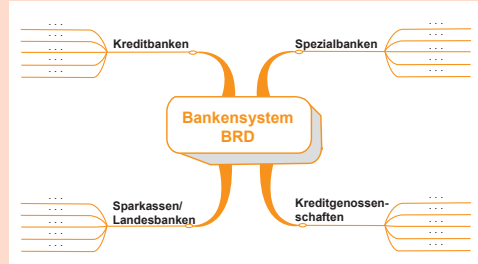 . . .
. . .
. . .
. . .
. . .
Kreditbanken
Spezialbanken
. . .
. . .
. . .
. . .
. . .
Bankensystem
BRD
. . .
. . .
. . .
. . .
. . .
Sparkassen/
Landesbanken
Kreditgenossen-
schaften
. . .
. . .
. . .
. . .
. . .